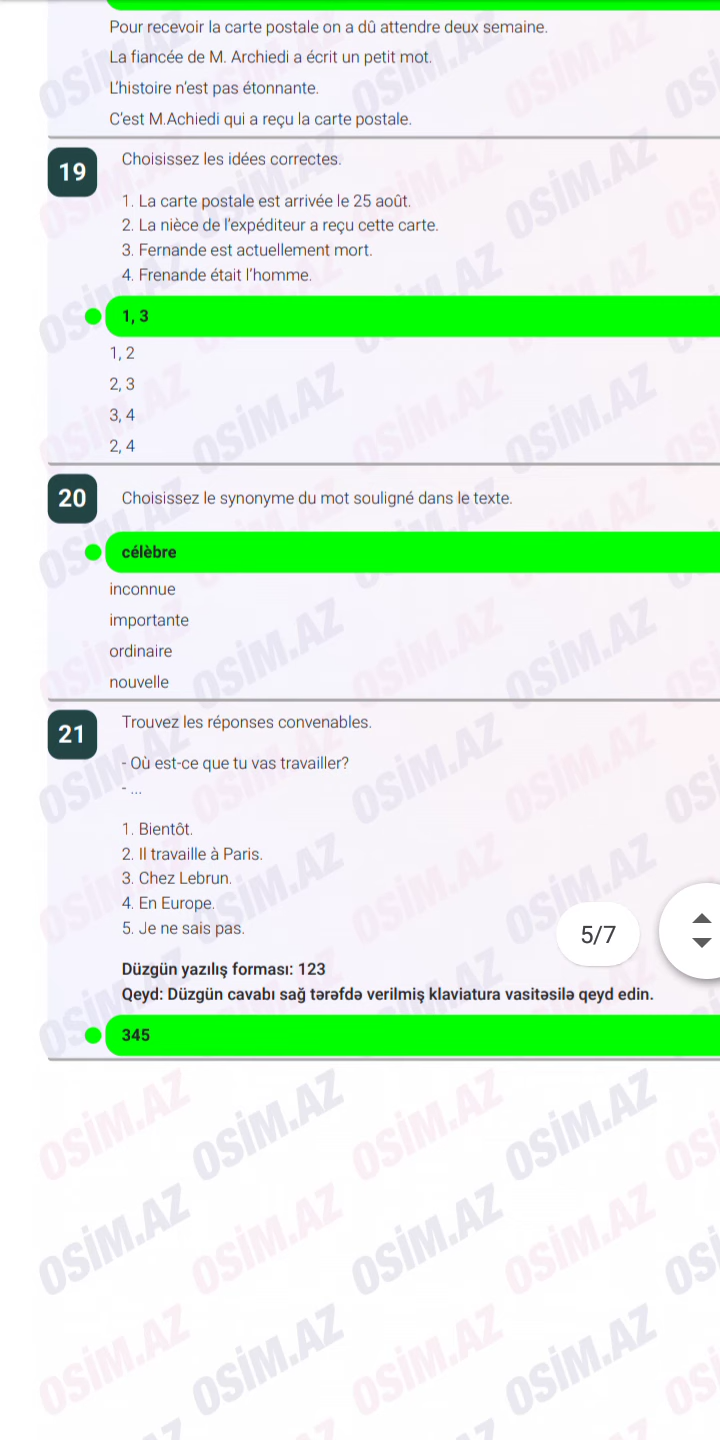 Pour recevoir la carte postale on a dû attendre deux semaine.
La fiancée de M. Archiedi a écrit un petit mot.
L'histoire n'est pas étonnante.
C'est M.Achiedi qui a reçu la carte postale.
19
Choisissez les idées correctes.
1. La carte postale est arrivée le 25 août.
2. La nièce de l'expéditeur a reçu cette carte.
3. Fernande est actuellement mort.
4. Frenande était l'homme.
1, 3
1, 2
2, 3
3, 4
2, 4
20
Choisissez le synonyme du mot souligné dans le texte.
célèbre
inconnue
importante
ordinaire
nouvelle
21
Trouvez les réponses convenables.
- Où est-ce que tu vas travailler?
- ...
1. Bientôt.
2. Il travaille à Paris.
3. Chez Lebrun.
4. En Europe.
5. Je ne sais pas.
5/7
Düzgün yazılış forması: 123
Qeyd: Düzgün cavabı sağ tərəfdə verilmiş klaviatura vasitəsilə qeyd edin.
345
OSİM.AZ